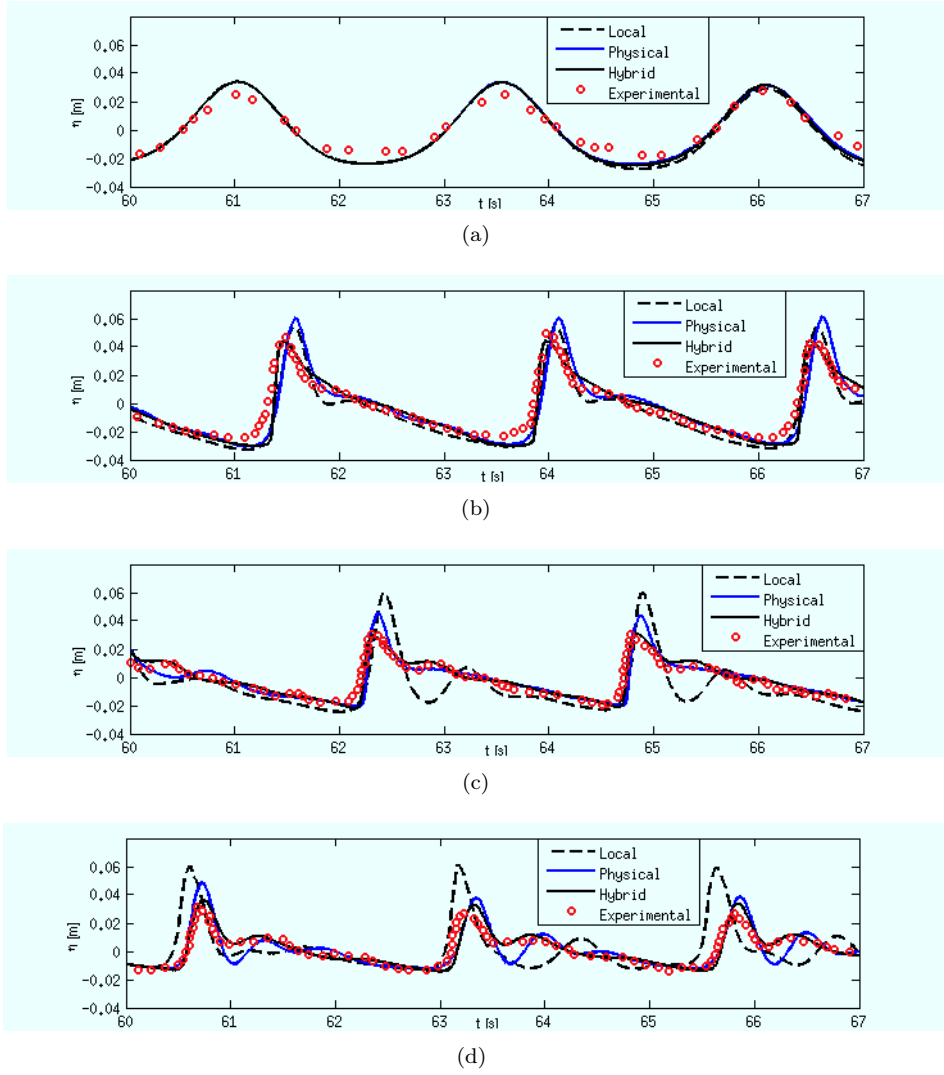 Local
Physical
Hybrid
Experimental
0.06
0.04
0.02
0
-0.02
-0.04
η [m]
60 61 62 63 64 65 66 67
t [s]
(a)
Local
Physical
Hybrid
Experimental
0.06
0.04
0.02
0
-0.02
-0.04
η [m]
60 61 62 63 64 65 66 67
t [s]
(b)
Local
Physical
Hybrid
Experimental
0.06
0.04
0.02
0
-0.02
-0.04
η [m]
60 61 62 63 64 65 66 67
t [s]
(c)
Local
Physical
Hybrid
Experimental
0.06
0.04
0.02
0
-0.02
-0.04
η [m]
60 61 62 63 64 65 66 67
t [s]
(d)